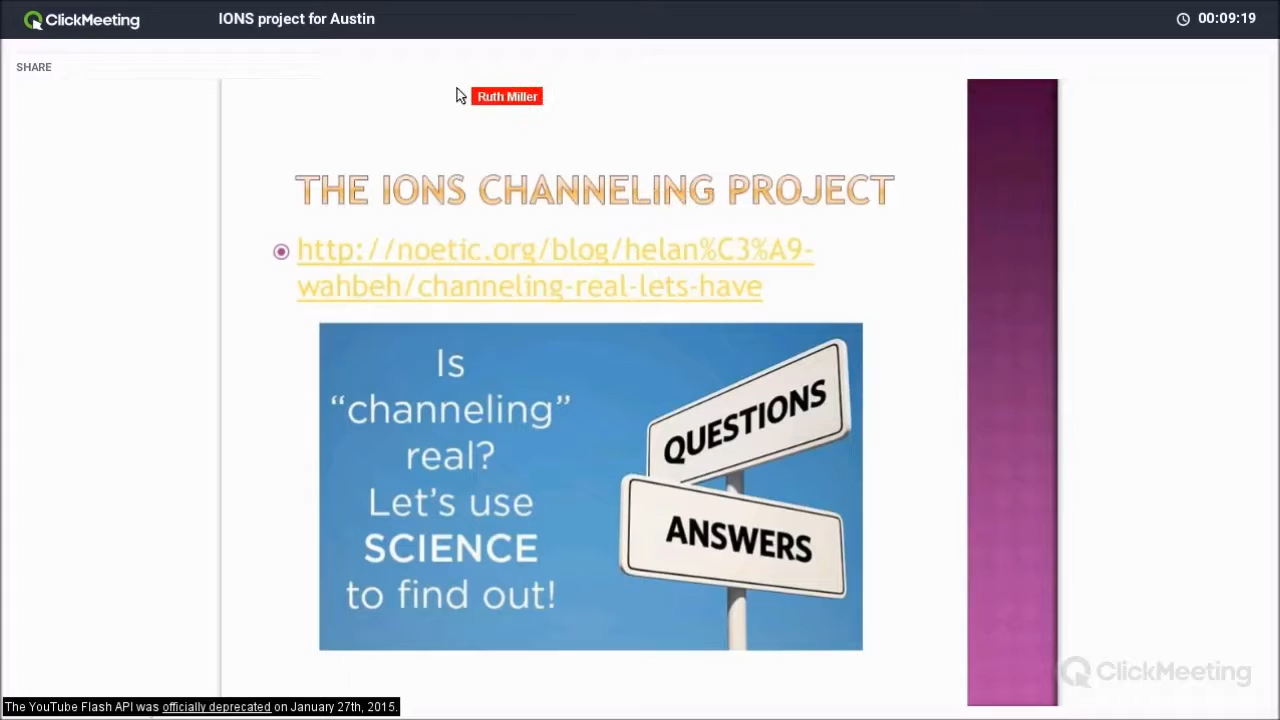 ClickMeeting
IONS project for Austin
00:09:19
SHARE
Ruth Miller
THE IONS CHANNELING PROJECT
http://noetic.org/blog/helan%C3%A9-
wahbeh/channeling-real-lets-have
Is
“channeling”
real?
Let’s use
SCIENCE
to find out!
QUESTIONS
ANSWERS
ClickMeeting
The YouTube Flash API was officially deprecated on January 27th, 2015.